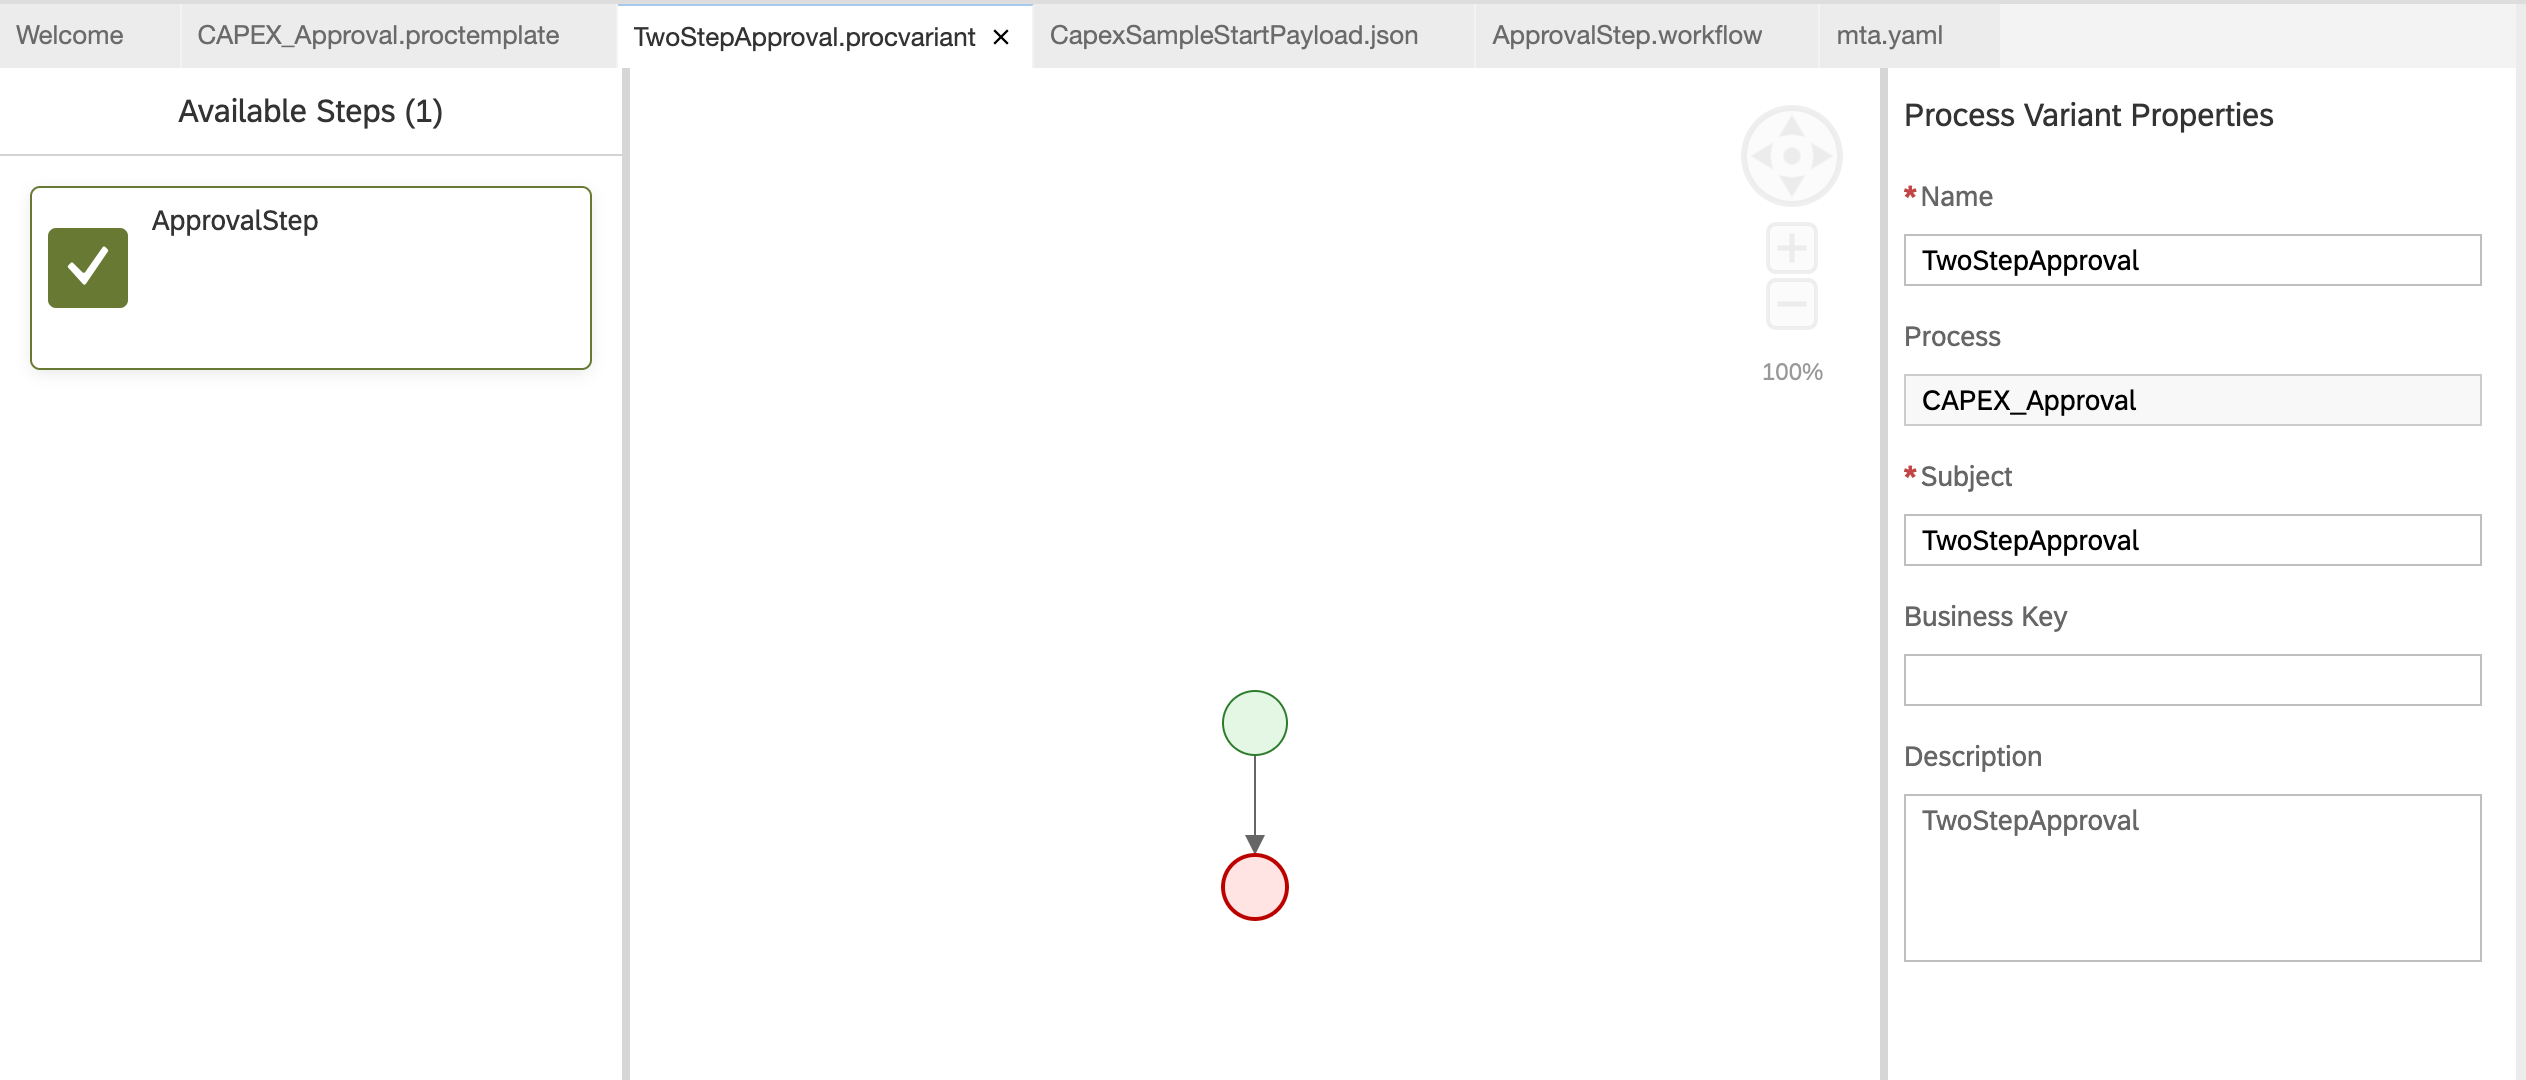 Welcome
CAPEX_Approval.proctemplate
TwoStepApproval.procvariant
CapexSampleStartPayload.json
ApprovalStep.workflow
mta.yaml
Available Steps (1)
ApprovalStep
100%
Process Variant Properties
*Name
TwoStepApproval
Process
CAPEX_Approval
*Subject
TwoStepApproval
Business Key
Description
TwoStepApproval